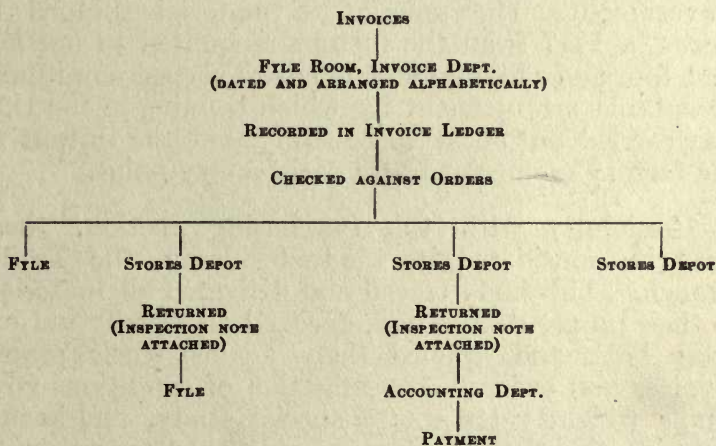 INVOICES
FYLE ROOM, INVOICE DEPT.
(DATED AND ARRANGED ALPHABETICALLY)
RECORDED IN INVOICE LEDGER
CHECKED AGAINST ORDERS
FYLE STORES DEPOT STORES DEPOT STORES DEPOT
RETURNED RETURNED
(INSPECTION NOTE (INSPECTION NOTE
ATTACHED) ATTACHED)
FYLE ACCOUNTING DEPT.
PAYMENT